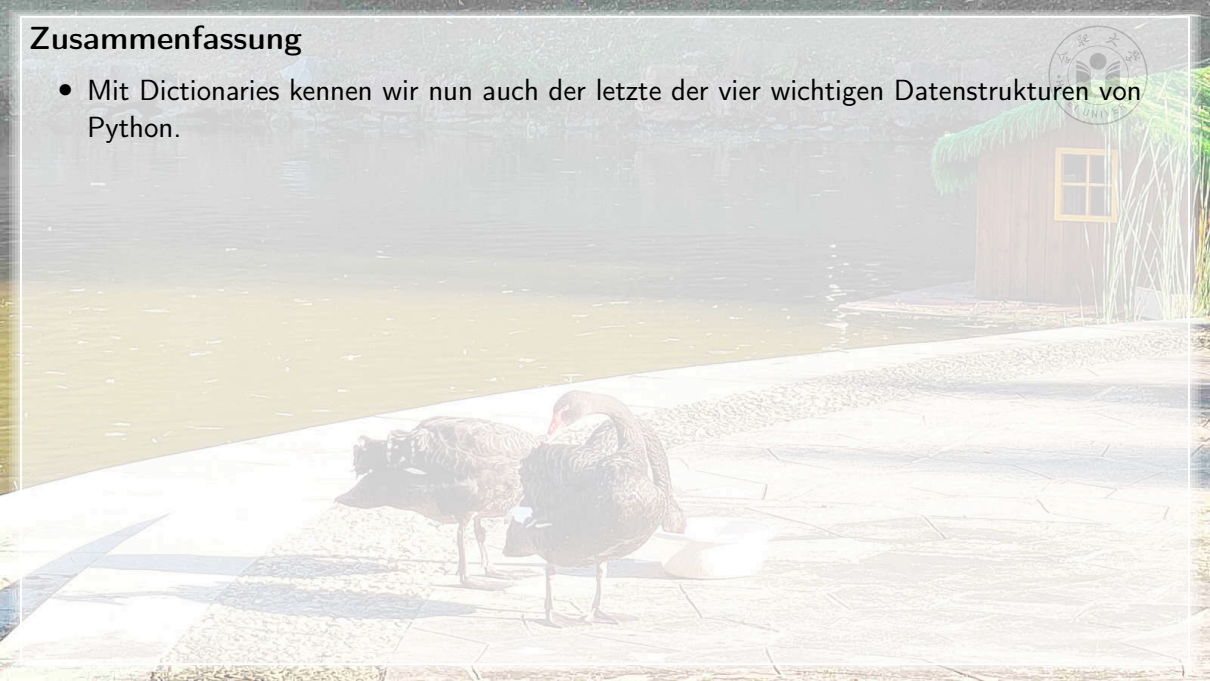 Zusammenfassung
• Mit Dictionaries kennen wir nun auch der letzte der vier wichtigen Datenstrukturen von
Python.